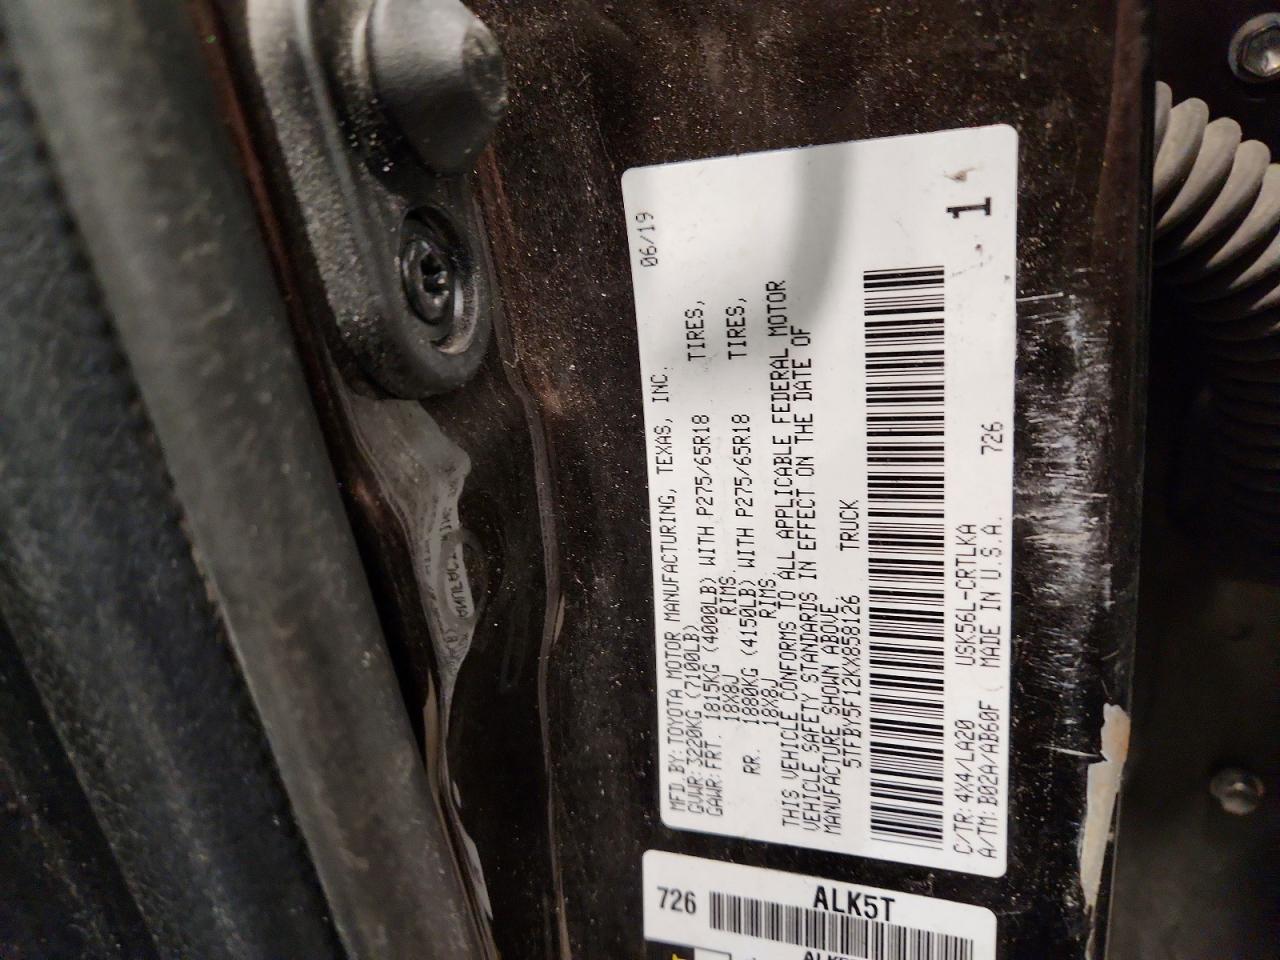 MFD BY: TOYOTA MOTOR MANUFACTURING, TEXAS, INC. 06/19
GVWR: 3220KG (7100LB)
GAWR: FRT. 1815KG (4000LB) WITH P275/65R18 TIRES,
18X8J RIMS
RR. 1880KG (4150LB) WITH P275/65R18 TIRES,
18X8J RIMS
THIS VEHICLE CONFORMS TO ALL APPLICABLE FEDERAL MOTOR
VEHICLE SAFETY STANDARDS IN EFFECT ON THE DATE OF
MANUFACTURE SHOWN ABOVE.
5TFBY5F12KX858126 TRUCK
1
C/TR: 4X4/LA20 USK56L-CRTLKA
A/TM: B02A/AB60F ( MADE IN U.S.A. 726
726 ALK5T